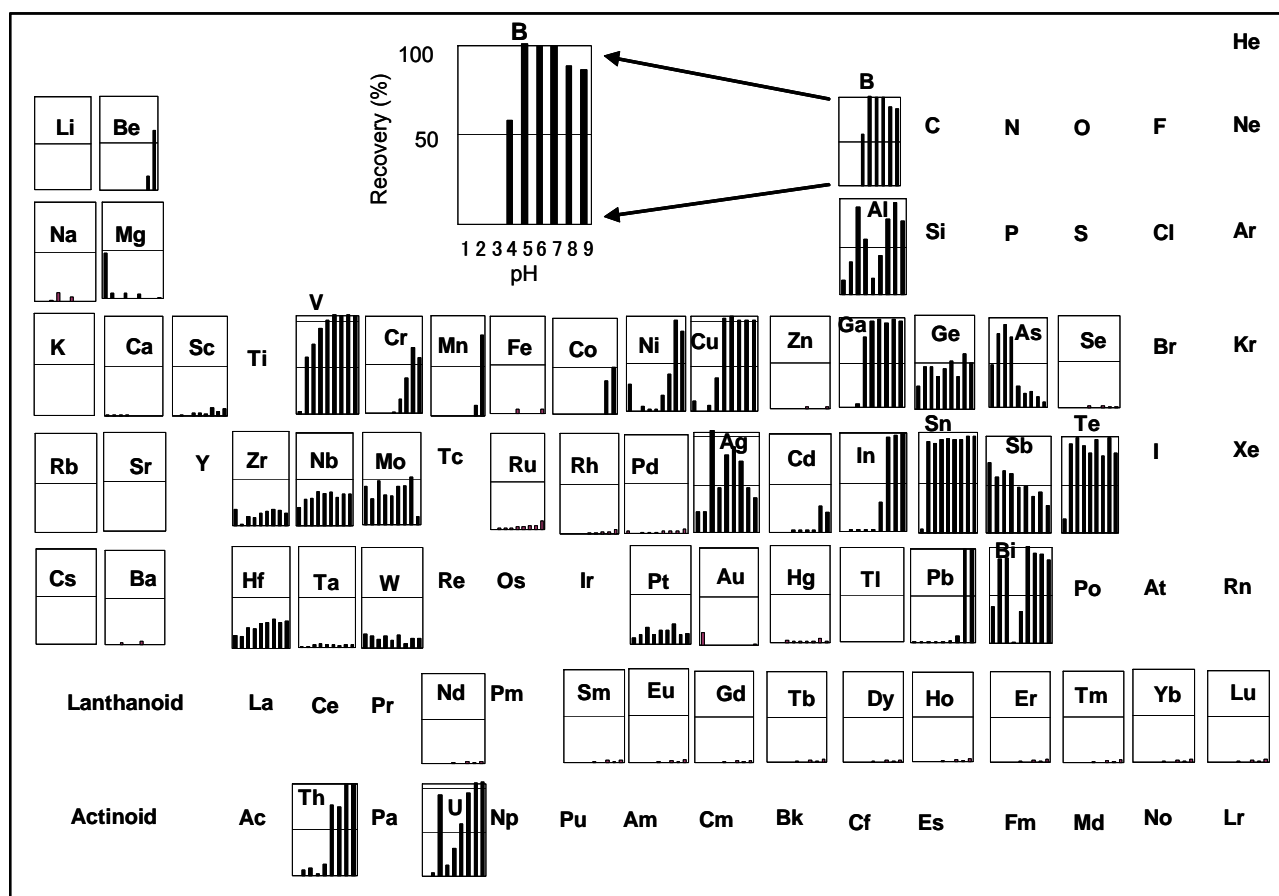 B
He
100
Recovery (%)
50
1 2 3 4 5 6 7 8 9
pH
B
Li Be C N O F Ne
Na Mg Al Si P S Cl Ar
K Ca Sc Ti V Cr Mn Fe Co Ni Cu Zn Ga Ge As Se Br Kr
Rb Sr Y Zr Nb Mo Tc Ru Rh Pd Ag Cd In Sn Sb Te I Xe
Cs Ba Hf Ta W Re Os Ir Pt Au Hg Tl Pb Bi Po At Rn
Lanthanoid La Ce Pr Nd Pm Sm Eu Gd Tb Dy Ho Er Tm Yb Lu
Actinoid Ac Th Pa U Np Pu Am Cm Bk Cf Es Fm Md No Lr